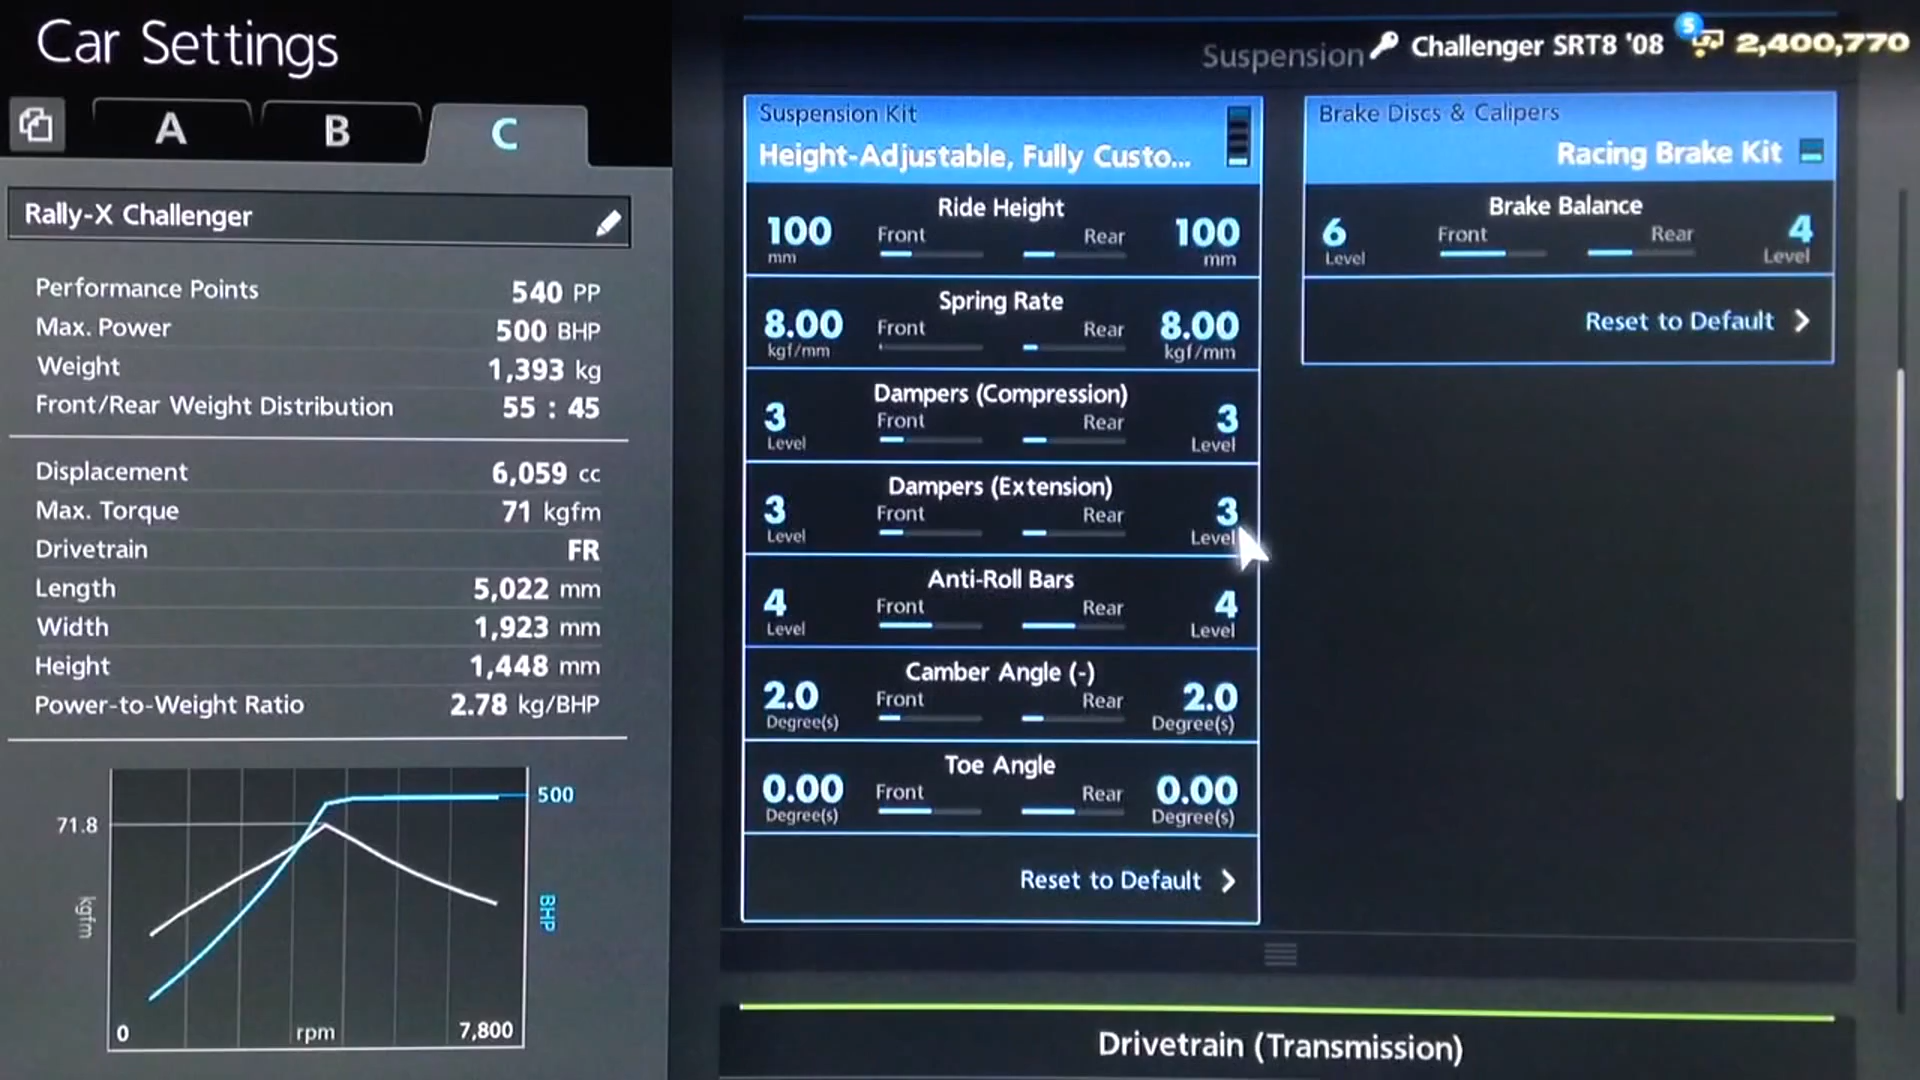 Car Settings
Suspension
Challenger SRT8 '08
5
2,400,770
A
B
C
Rally-X Challenger
Performance Points 540 PP
Max. Power 500 BHP
Weight 1,393 kg
Front/Rear Weight Distribution 55 : 45
Displacement 6,059 cc
Max. Torque 71 kgfm
Drivetrain FR
Length 5,022 mm
Width 1,923 mm
Height 1,448 mm
Power-to-Weight Ratio 2.78 kg/BHP
500
71.8
kgfm
BHP
0 rpm 7,800
Suspension Kit
Height-Adjustable, Fully Custo...
Ride Height
100 mm Front Rear 100 mm
Spring Rate
8.00 kgf/mm Front Rear 8.00 kgf/mm
Dampers (Compression)
3 Level Front Rear 3 Level
Dampers (Extension)
3 Level Front Rear 3 Level
Anti-Roll Bars
4 Level Front Rear 4 Level
Camber Angle (-)
2.0 Degree(s) Front Rear 2.0 Degree(s)
Toe Angle
0.00 Degree(s) Front Rear 0.00 Degree(s)
Reset to Default
Brake Discs & Calipers
Racing Brake Kit
Brake Balance
6 Level Front Rear 4 Level
Reset to Default
Drivetrain (Transmission)